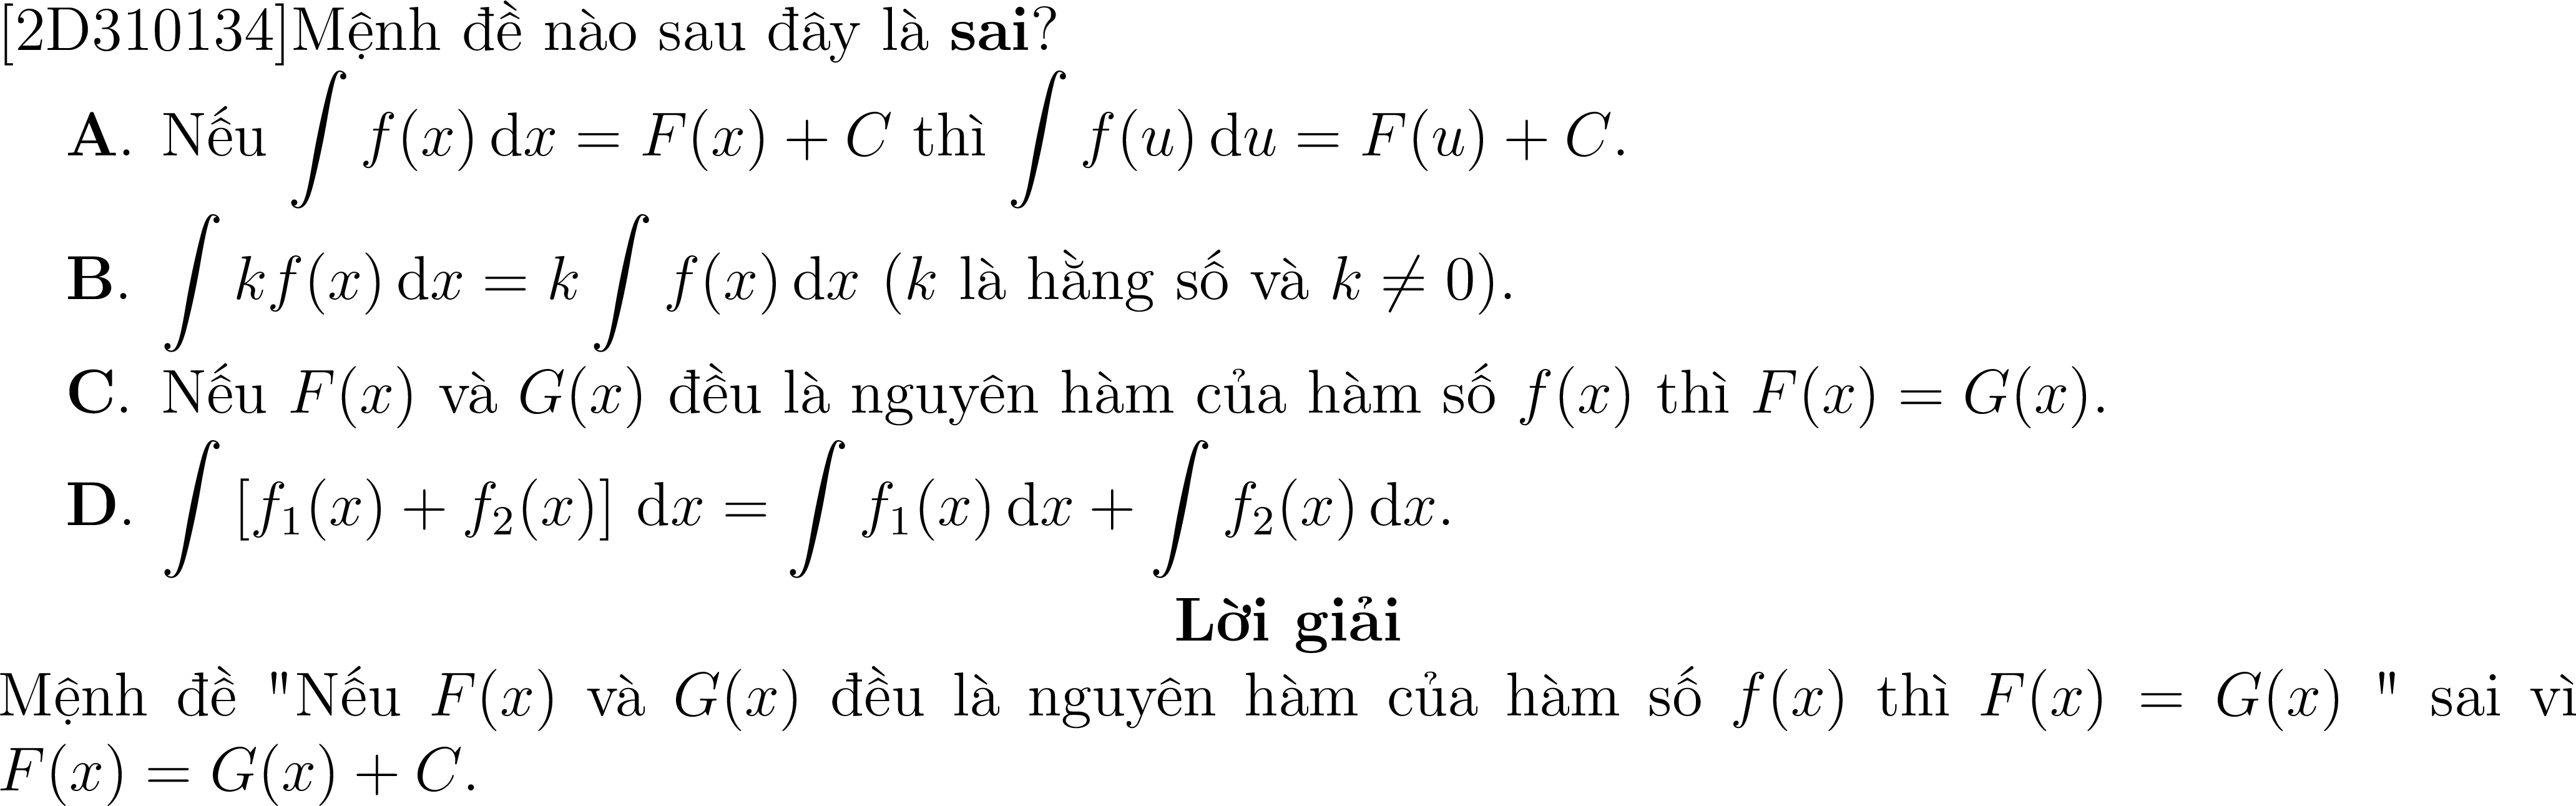 [2D310134]Mệnh đề nào sau đây là sai?
A. Nếu ∫ f(x) dx = F(x) + C thì ∫ f(u) du = F(u) + C.
B. ∫ kf(x) dx = k ∫ f(x) dx (k là hằng số và k ≠ 0).
C. Nếu F(x) và G(x) đều là nguyên hàm của hàm số f(x) thì F(x) = G(x).
D. ∫ [f₁(x) + f₂(x)] dx = ∫ f₁(x) dx + ∫ f₂(x) dx.
Lời giải
Mệnh đề "Nếu F(x) và G(x) đều là nguyên hàm của hàm số f(x) thì F(x) = G(x) " sai vì
F(x) = G(x) + C.